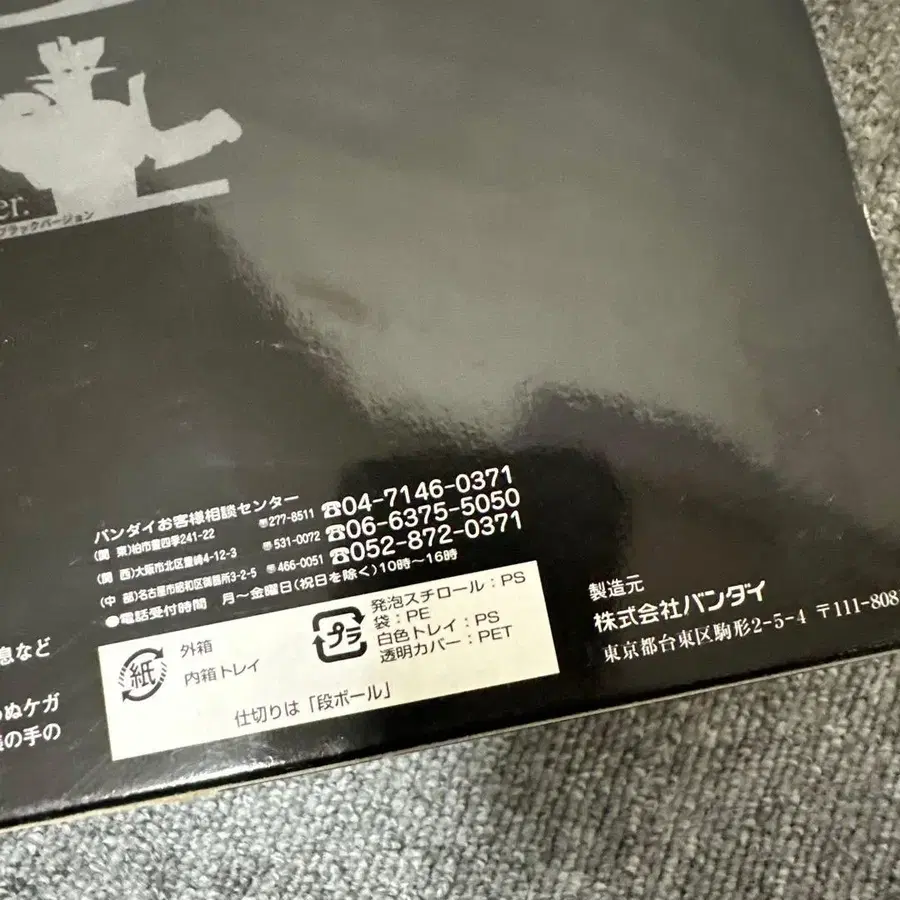 er.
ブラックバージョン
バンダイお客様相談センター
(関 東)柏市豊四季241-22 〒277-8511 ☎04-7146-0371
(関 西)大阪市北区豊崎4-12-3 〒531-0072 ☎06-6375-5050
(中 部)名古屋市昭和区御器所3-2-5 〒466-0051 ☎052-872-0371
●電話受付時間 月〜金曜日(祝日を除く)10時〜16時
紙
外箱
内箱トレイ
プラ
発泡スチロール：PS
袋：PE
白色トレイ：PS
透明カバー：PET
仕切りは「段ボール」
製造元
株式会社バンダイ
東京都台東区駒形2-5-4 〒111-808
息など
ぬケガ
の手の